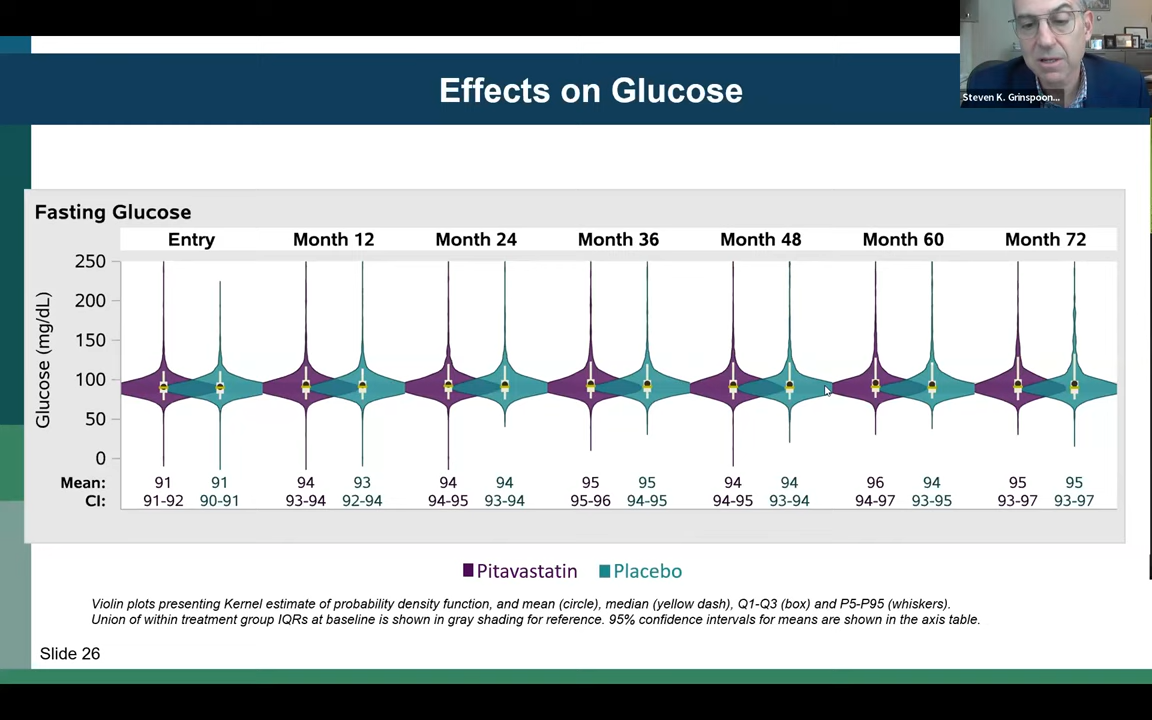 Effects on Glucose
Steven K. Grinspoon...
Fasting Glucose
Entry Month 12 Month 24 Month 36 Month 48 Month 60 Month 72
Glucose (mg/dL)
250
200
150
100
50
0
Mean: 91 91 94 93 94 94 95 95 94 94 96 94 95 95
CI: 91-92 90-91 93-94 92-94 94-95 93-94 95-96 94-95 94-95 93-94 94-97 93-95 93-97 93-97
Pitavastatin Placebo
Violin plots presenting Kernel estimate of probability density function, and mean (circle), median (yellow dash), Q1-Q3 (box) and P5-P95 (whiskers).
Union of within treatment group IQRs at baseline is shown in gray shading for reference. 95% confidence intervals for means are shown in the axis table.
Slide 26